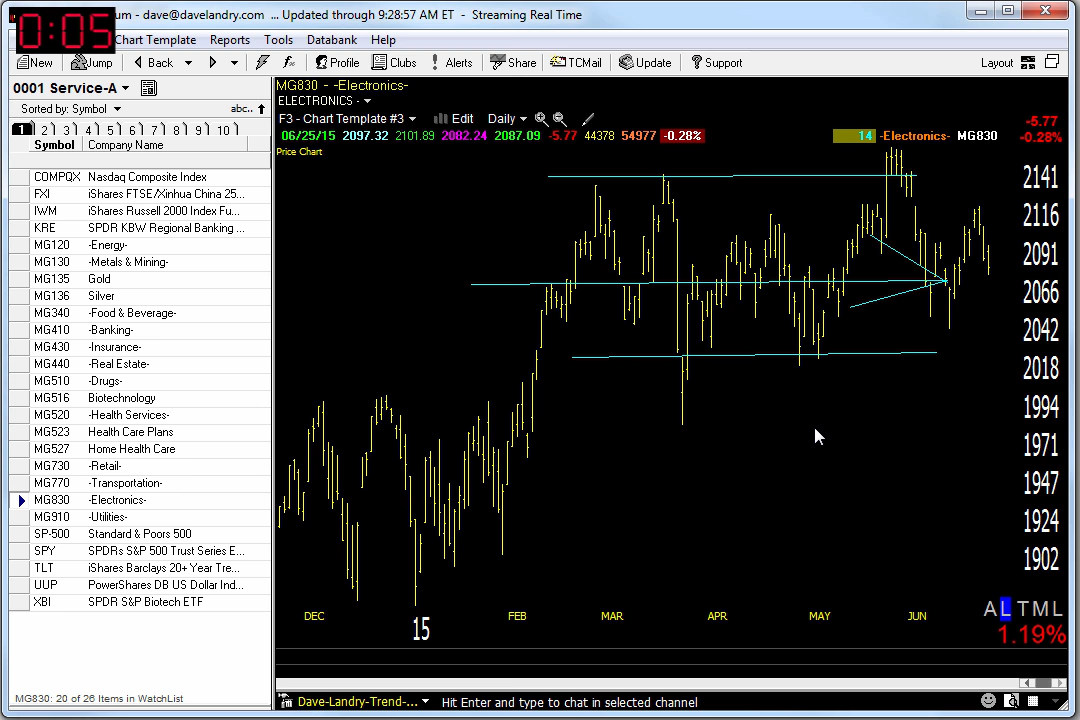 0:05
um - dave@davelandry.com ... Updated through 9:28:57 AM ET - Streaming Real Time
Chart Template Reports Tools Databank Help
New Jump Back Profile Clubs Alerts Share TCMail Update Support Layout
0001 Service-A
Sorted by: Symbol abc..
1 2 3 4 5 6 7 8 9 10
Symbol Company Name
COMPQX Nasdaq Composite Index
FXI iShares FTSE/Xinhua China 25...
IWM iShares Russell 2000 Index Fu...
KRE SPDR KBW Regional Banking ...
MG120 -Energy-
MG130 -Metals & Mining-
MG135 Gold
MG136 Silver
MG340 -Food & Beverage-
MG410 -Banking-
MG430 -Insurance-
MG440 -Real Estate-
MG510 -Drugs-
MG516 Biotechnology
MG520 -Health Services-
MG523 Health Care Plans
MG527 Home Health Care
MG730 -Retail-
MG770 -Transportation-
MG830 -Electronics-
MG910 -Utilities-
SP-500 Standard & Poors 500
SPY SPDRs S&P 500 Trust Series E...
TLT iShares Barclays 20+ Year Tre...
UUP PowerShares DB US Dollar Ind...
XBI SPDR S&P Biotech ETF
MG830: 20 of 26 Items in WatchList
MG830 - -Electronics-
ELECTRONICS -
F3 - Chart Template #3 Edit Daily
06/25/15 2097.32 2101.89 2082.24 2087.09 -5.77 44378 54977 -0.28%
14 -Electronics- MG830
-5.77
-0.28%
Price Chart
2141
2116
2091
2066
2042
2018
1994
1971
1947
1924
1902
DEC 15 FEB MAR APR MAY JUN
A L T M L
1.19%
Dave-Landry-Trend-... Hit Enter and type to chat in selected channel